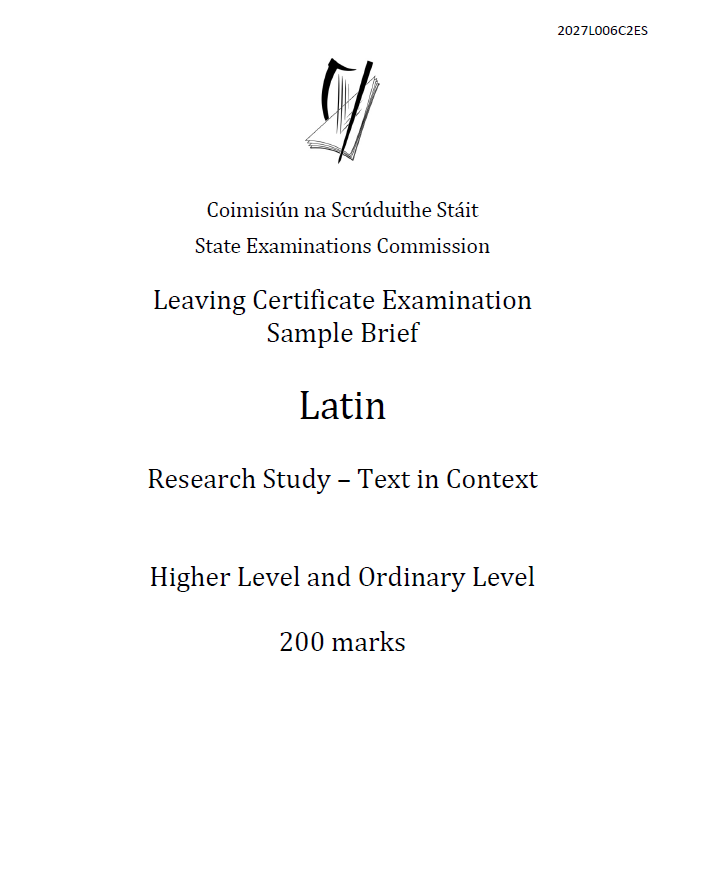 2027L006C2ES
Coimisiún na Scrúduithe Stáit
State Examinations Commission
Leaving Certificate Examination
Sample Brief
Latin
Research Study – Text in Context
Higher Level and Ordinary Level
200 marks